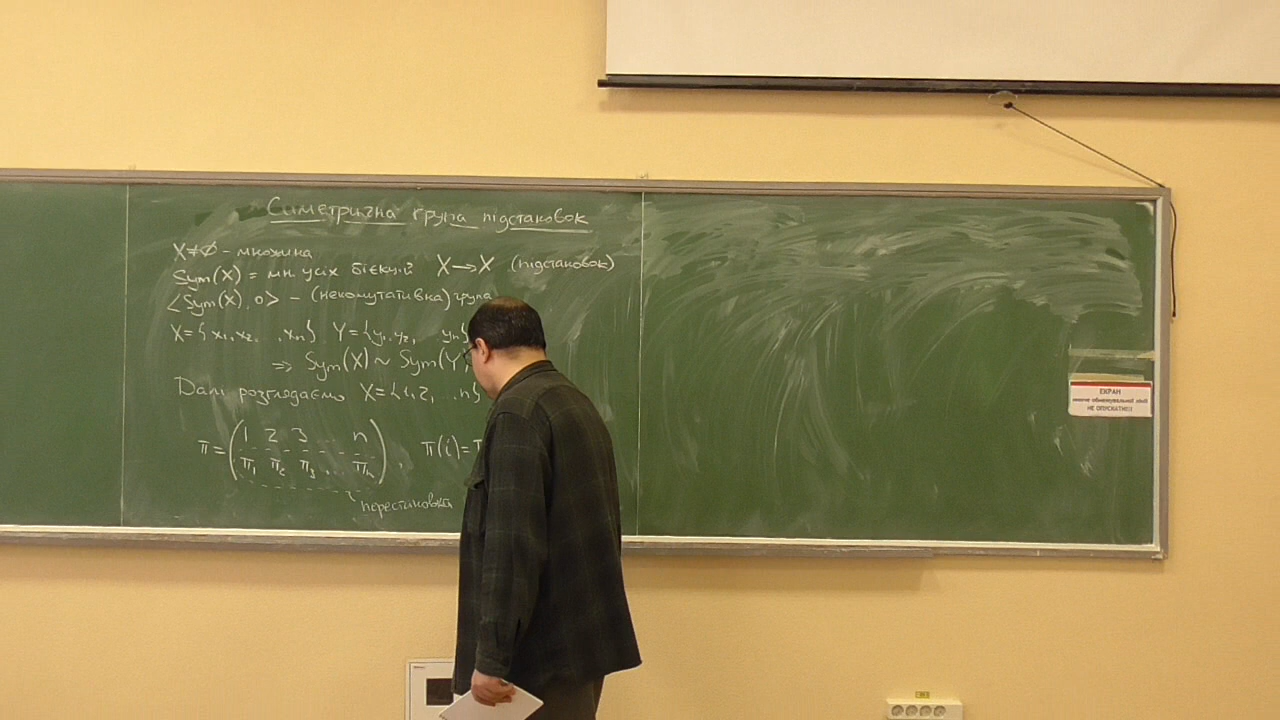 Симетрична група підстановок
X≠∅ - множина
Sym(X) = мн. усіх бієкцій X→X (підстановок)
⟨Sym(X), ∘⟩ - (некомутативна) група
X={x₁,x₂, ,xₙ} Y={y₁,y₂, yₙ}
⇒ Sym(X) ~ Sym(Y)
Далі розглядаємо X={1,2, ..n}
π=(1 2 3 ... n
π₁ π₂ π₃ ... πₙ), π(i)=
перестановка
ЕКРАН
НЕ ОПУСКАТИ!!!